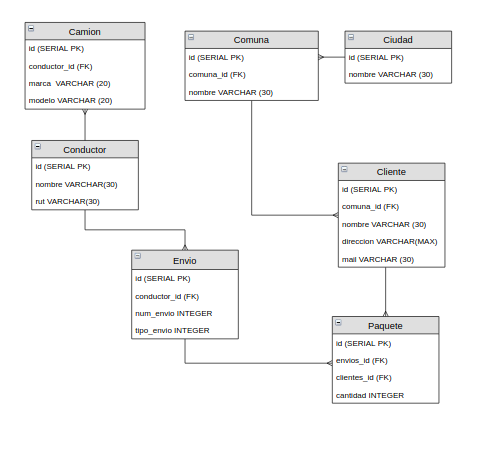 Camion
id (SERIAL PK)
conductor_id (FK)
marca  VARCHAR (20)
modelo VARCHAR (20)
Comuna
id (SERIAL PK)
comuna_id (FK)
nombre VARCHAR (30)
Ciudad
id (SERIAL PK)
nombre VARCHAR (30)
Conductor
id (SERIAL PK)
nombre VARCHAR(30)
rut VARCHAR(30)
Cliente
id (SERIAL PK)
comuna_id (FK)
nombre VARCHAR (30)
direccion VARCHAR(MAX)
mail VARCHAR (30)
Envio
id (SERIAL PK)
conductor_id (FK)
num_envio INTEGER
tipo_envio INTEGER
Paquete
id (SERIAL PK)
envios_id (FK)
clientes_id (FK)
cantidad INTEGER